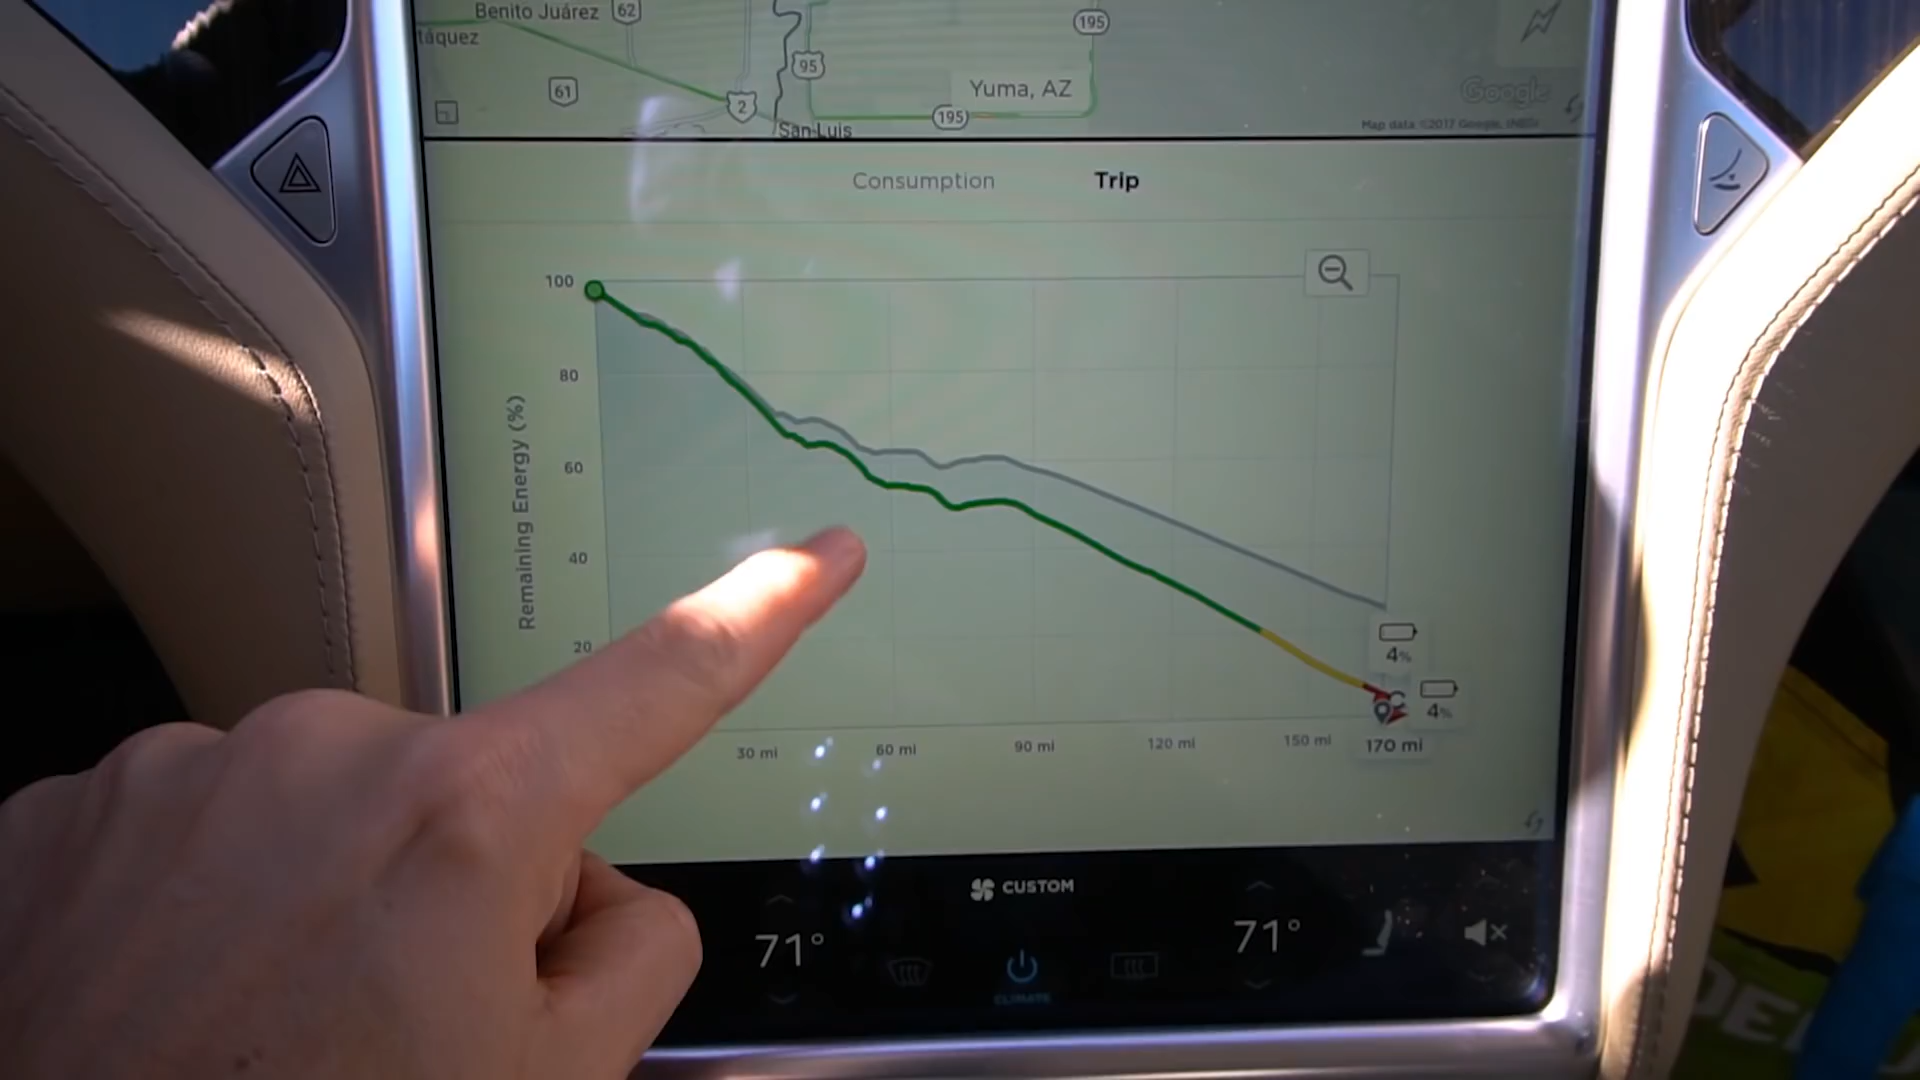 Benito Juárez
62
195
táquez
95
61
Yuma, AZ
Google
2
195
San Luis
Map data ©2017 Google, INEGI
Consumption
Trip
100
80
60
40
20
Remaining Energy (%)
4%
4%
30 mi
60 mi
90 mi
120 mi
150 mi
170 mi
CUSTOM
71°
71°
CLIMATE